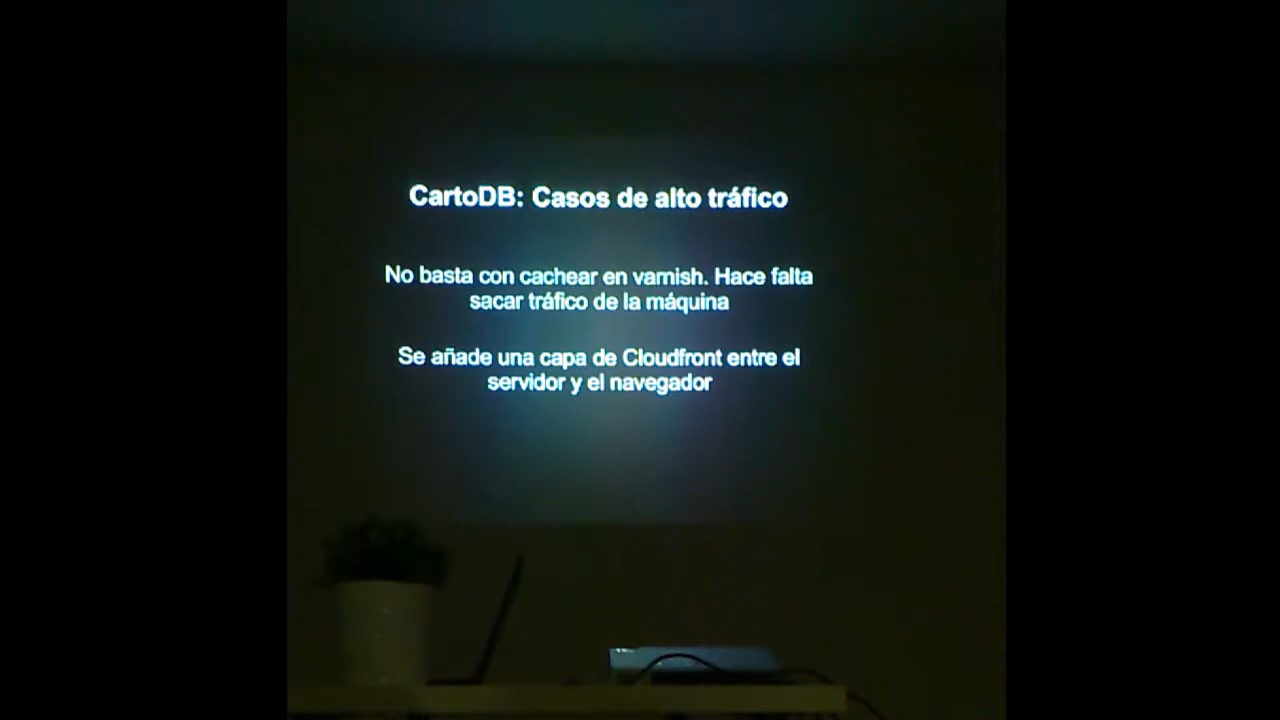 CartoDB: Casos de alto tráfico
No basta con cachear en varnish. Hace falta
sacar tráfico de la máquina
Se añade una capa de Cloudfront entre el
servidor y el navegador